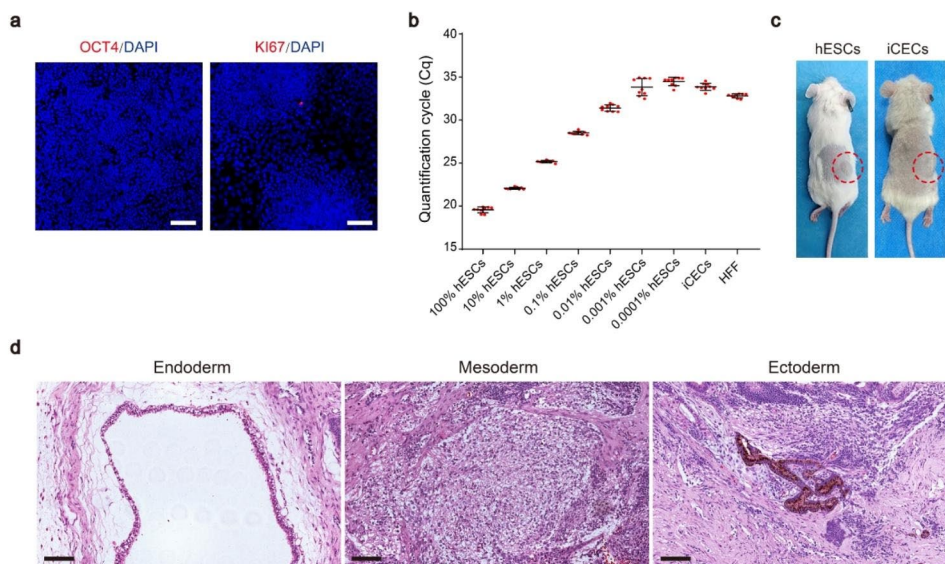 a
OCT4/DAPI
KI67/DAPI
b
Quantification cycle (Cq)
40
35
30
25
20
15
100% hESCs
10% hESCs
1% hESCs
0.1% hESCs
0.01% hESCs
0.001% hESCs
0.0001% hESCs
iCECs
HFF
c
hESCs
iCECs
d
Endoderm
Mesoderm
Ectoderm